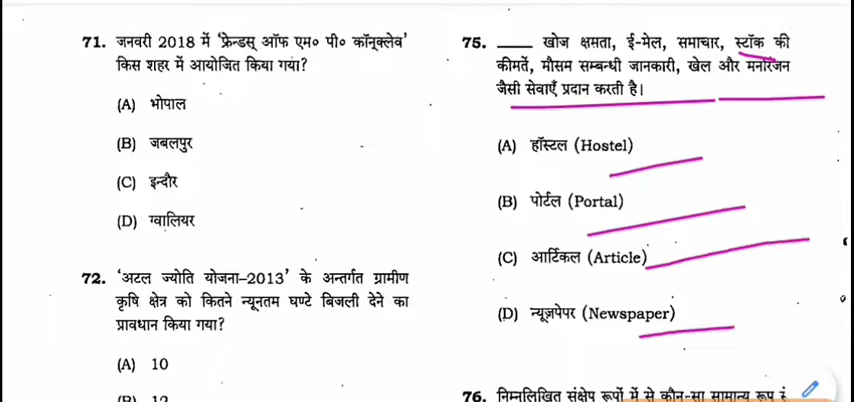 71. जनवरी 2018 में ‘फ्रेन्डस् ऑफ एम० पी० कॉन्क्लेव’
किस शहर में आयोजित किया गया?
(A) भोपाल
(B) जबलपुर
(C) इन्दौर
(D) ग्वालियर
72. ‘अटल ज्योति योजना–2013’ के अन्तर्गत ग्रामीण
कृषि क्षेत्र को कितने न्यूनतम घण्टे बिजली देने का
प्रावधान किया गया?
(A) 10
(B) 12
75. ____ खोज क्षमता, ई-मेल, समाचार, स्टॉक की
कीमतें, मौसम सम्बन्धी जानकारी, खेल और मनोरंजन
जैसी सेवाएँ प्रदान करती है।
(A) हॉस्टल (Hostel)
(B) पोर्टल (Portal)
(C) आर्टिकल (Article)
(D) न्यूज़पेपर (Newspaper)
76. निम्नलिखित संक्षेप रूपों में से कौन-सा सामान्य रूप